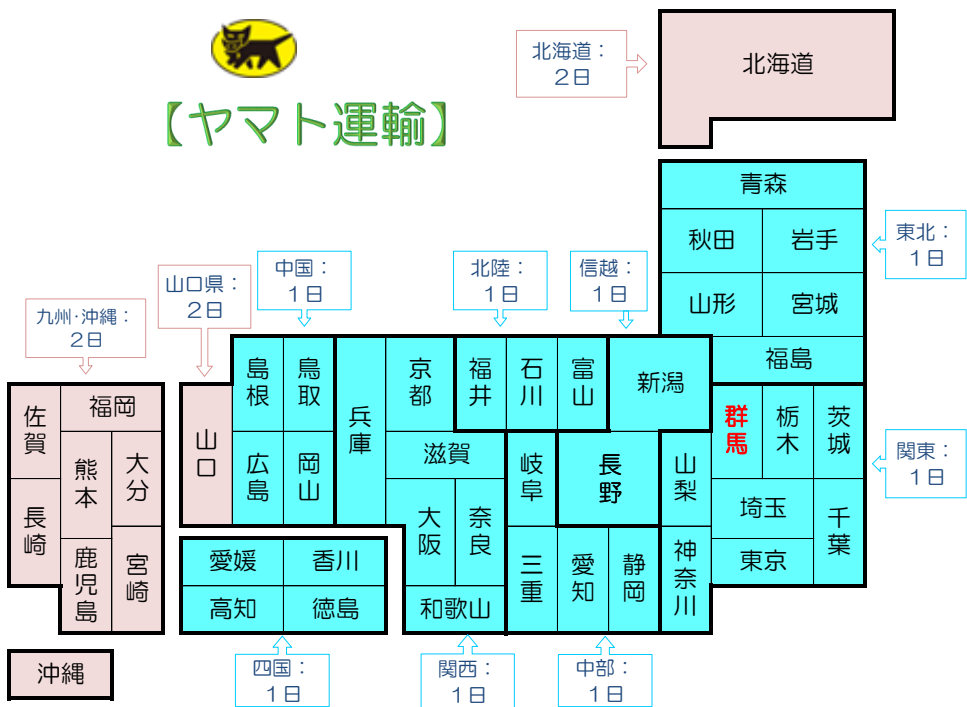 【ヤマト運輸】
北海道：
２日
北海道
青森
秋田
岩手
山形
宮城
福島
東北：
１日
中国：
１日
北陸：
１日
信越：
１日
山口県：
２日
九州･沖縄：
２日
島根
鳥取
兵庫
京都
福井
石川
富山
新潟
群馬
栃木
茨城
関東：
１日
佐賀
福岡
山口
広島
岡山
滋賀
岐阜
長野
山梨
埼玉
千葉
熊本
大分
長崎
大阪
奈良
東京
鹿児島
宮崎
愛媛
香川
高知
徳島
和歌山
三重
愛知
静岡
神奈川
沖縄
四国：
１日
関西：
１日
中部：
１日